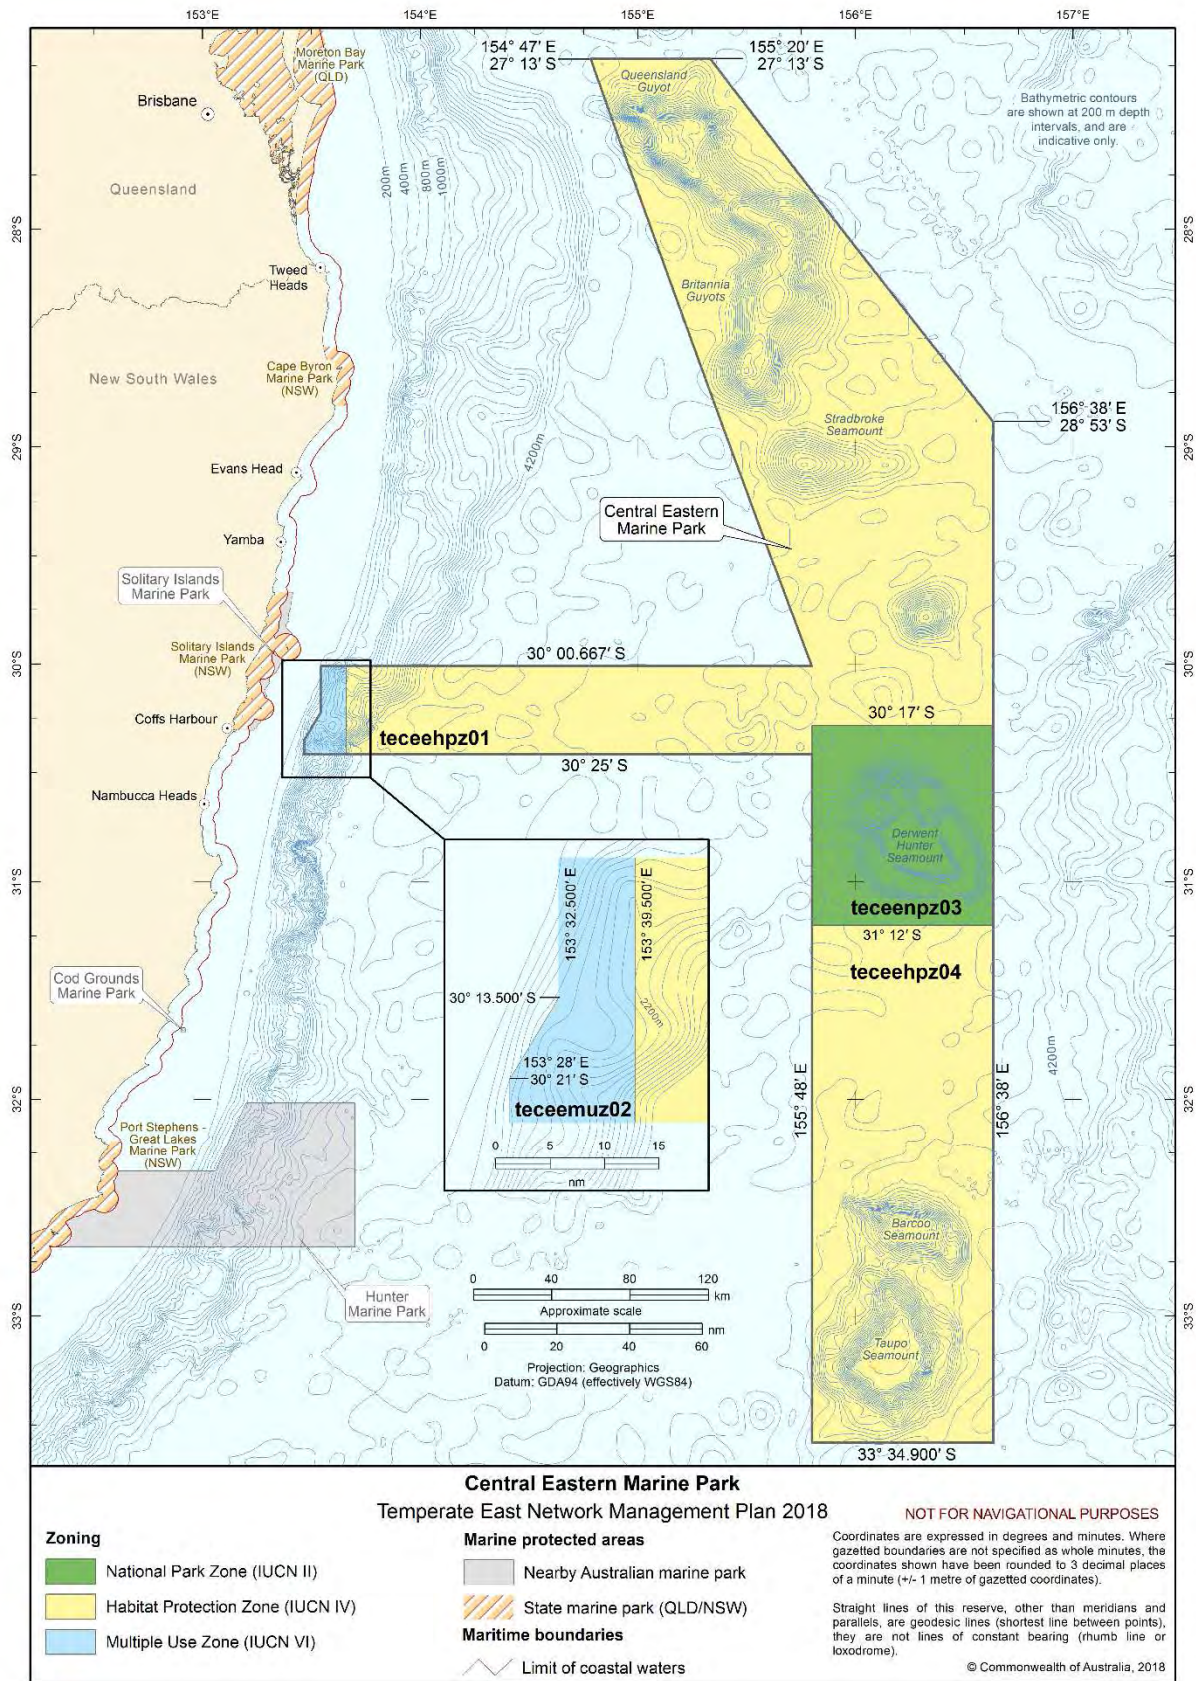 153°E
154°E
155°E
156°E
157°E
154° 47' E
27° 13' S
155° 20' E
27° 13' S
Moreton Bay
Marine Park
(QLD)
Queensland
Guyot
Brisbane
Bathymetric contours
are shown at 200 m depth
intervals, and are
indicative only.
200m
400m
800m
1000m
Queensland
28°S
28°S
Tweed
Heads
Britannia
Guyots
Cape Byron
Marine Park
(NSW)
New South Wales
156° 38' E
28° 53' S
Stradbroke
Seamount
29°S
29°S
4200m
Evans Head
Central Eastern
Marine Park
Yamba
Solitary Islands
Marine Park
Solitary Islands
Marine Park
(NSW)
30°S
30°S
30° 00.667' S
Coffs Harbour
30° 17' S
teceehpz01
30° 25' S
Nambucca Heads
Derwent
Hunter
Seamount
31°S
31°S
153° 32.500' E
153° 39.500' E
teceenpz03
31° 12' S
teceehpz04
Cod Grounds
Marine Park
30° 13.500' S
2200m
153° 28' E
30° 21' S
teceemuz02
0 5 10 15
nm
155° 48' E
156° 38' E
4200m
32°S
32°S
Port Stephens -
Great Lakes
Marine Park
(NSW)
Barcoo
Seamount
Hunter
Marine Park
0 40 80 120
km
Approximate scale
nm
0 20 40 60
33°S
33°S
Taupo
Seamount
Projection: Geographics
Datum: GDA94 (effectively WGS84)
33° 34.900' S
Central Eastern Marine Park
Temperate East Network Management Plan 2018
NOT FOR NAVIGATIONAL PURPOSES
Zoning
National Park Zone (IUCN II)
Habitat Protection Zone (IUCN IV)
Multiple Use Zone (IUCN VI)
Marine protected areas
Nearby Australian marine park
State marine park (QLD/NSW)
Maritime boundaries
Limit of coastal waters
Coordinates are expressed in degrees and minutes. Where
gazetted boundaries are not specified as whole minutes, the
coordinates shown have been rounded to 3 decimal places
of a minute (+/- 1 metre of gazetted coordinates).
Straight lines of this reserve, other than meridians and
parallels, are geodesic lines (shortest line between points),
they are not lines of constant bearing (rhumb line or
loxodrome).
© Commonwealth of Australia, 2018